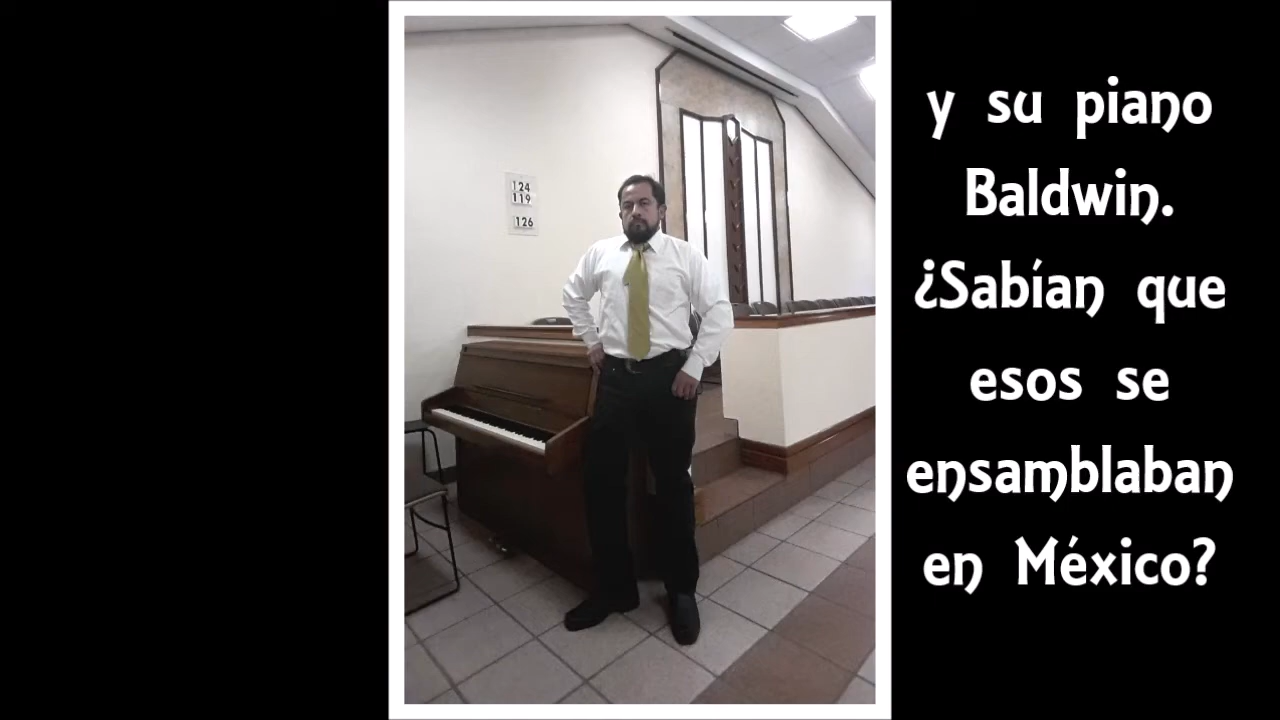 124
119
126
y su piano
Baldwin.
¿Sabían que
esos se
ensamblaban
en México?